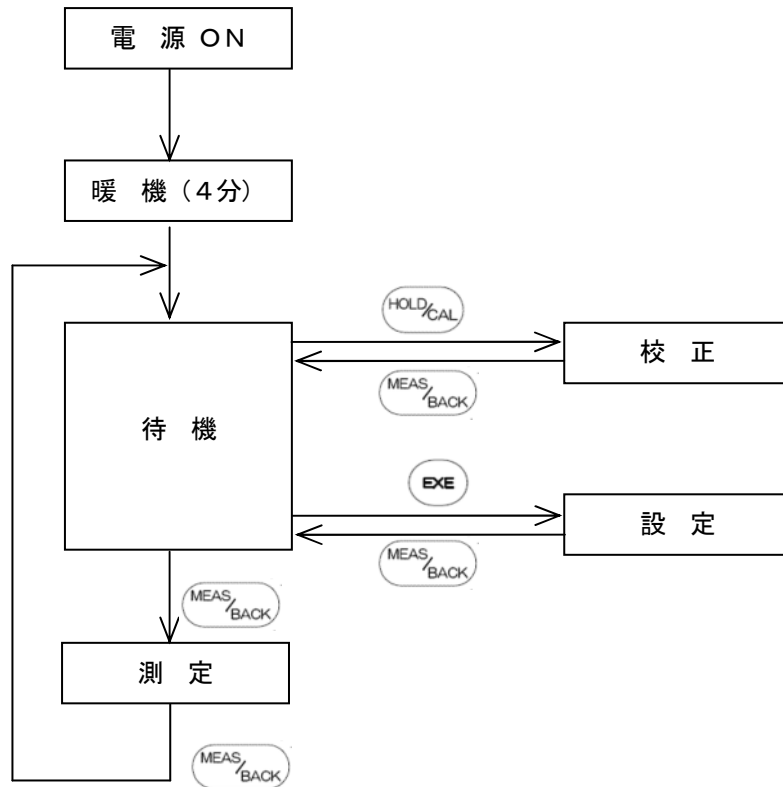 電 源 ON
暖 機（４分）
HOLD/CAL
校 正
MEAS/BACK
待 機
EXE
設 定
MEAS/BACK
MEAS/BACK
測 定
MEAS/BACK